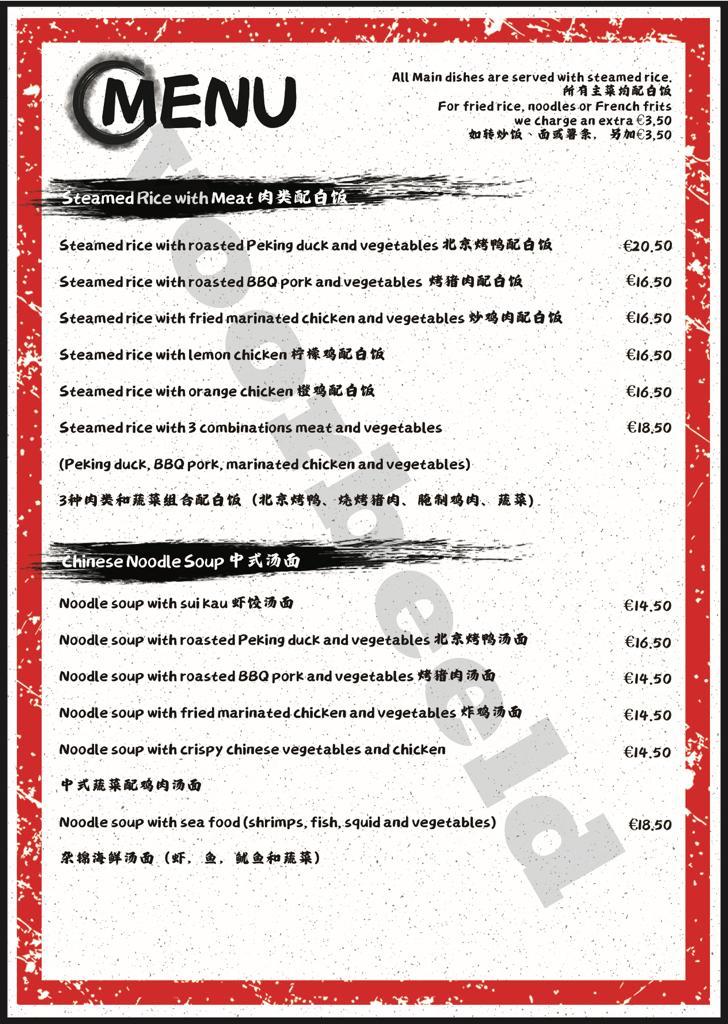 MENU
All Main dishes are served with steamed rice.
所有主菜均配白饭
For fried rice, noodles or French frits
we charge an extra €3,50
如转炒饭、面或薯条, 另加€3,50
Steamed Rice with Meat 肉类配白饭
Steamed rice with roasted Peking duck and vegetables 北京烤鸭配白饭 €20.50
Steamed rice with roasted BBQ pork and vegetables 烤猪肉配白饭 €16.50
Steamed rice with fried marinated chicken and vegetables 炒鸡肉配白饭 €16.50
Steamed rice with lemon chicken 柠檬鸡配白饭 €16.50
Steamed rice with orange chicken 橙鸡配白饭 €16.50
Steamed rice with 3 combinations meat and vegetables €18.50
(Peking duck, BBQ pork, marinated chicken and vegetables)
3种肉类和蔬菜组合配白饭 (北京烤鸭、烧烤猪肉、腌制鸡肉、蔬菜)
Chinese Noodle Soup 中式汤面
Noodle soup with sui kau 虾饺汤面 €14.50
Noodle soup with roasted Peking duck and vegetables 北京烤鸭汤面 €16.50
Noodle soup with roasted BBQ pork and vegetables 烤猪肉汤面 €14.50
Noodle soup with fried marinated chicken and vegetables 炸鸡汤面 €14.50
Noodle soup with crispy chinese vegetables and chicken €14.50
中式蔬菜配鸡肉汤面
Noodle soup with sea food (shrimps, fish, squid and vegetables) €18.50
杂锦海鲜汤面 (虾, 鱼, 鱿鱼和蔬菜)
Voorbeeld